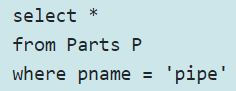 select *
from Parts P
where pname = 'pipe'